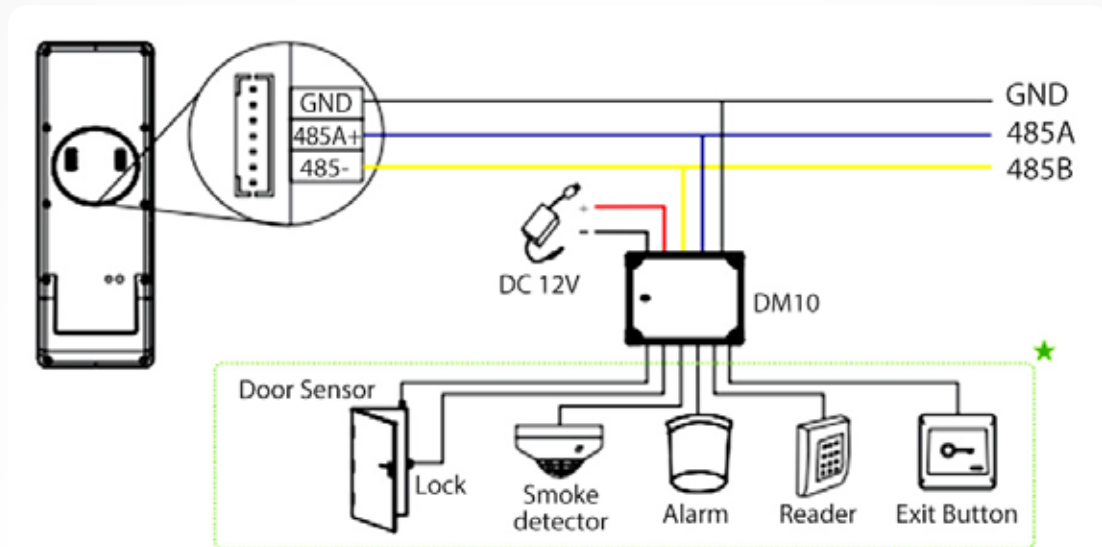 GND
485A+
485-
GND
485A
485B
+
-
DC 12V
DM10
Door Sensor
Lock
Smoke
detector
Alarm
Reader
Exit Button